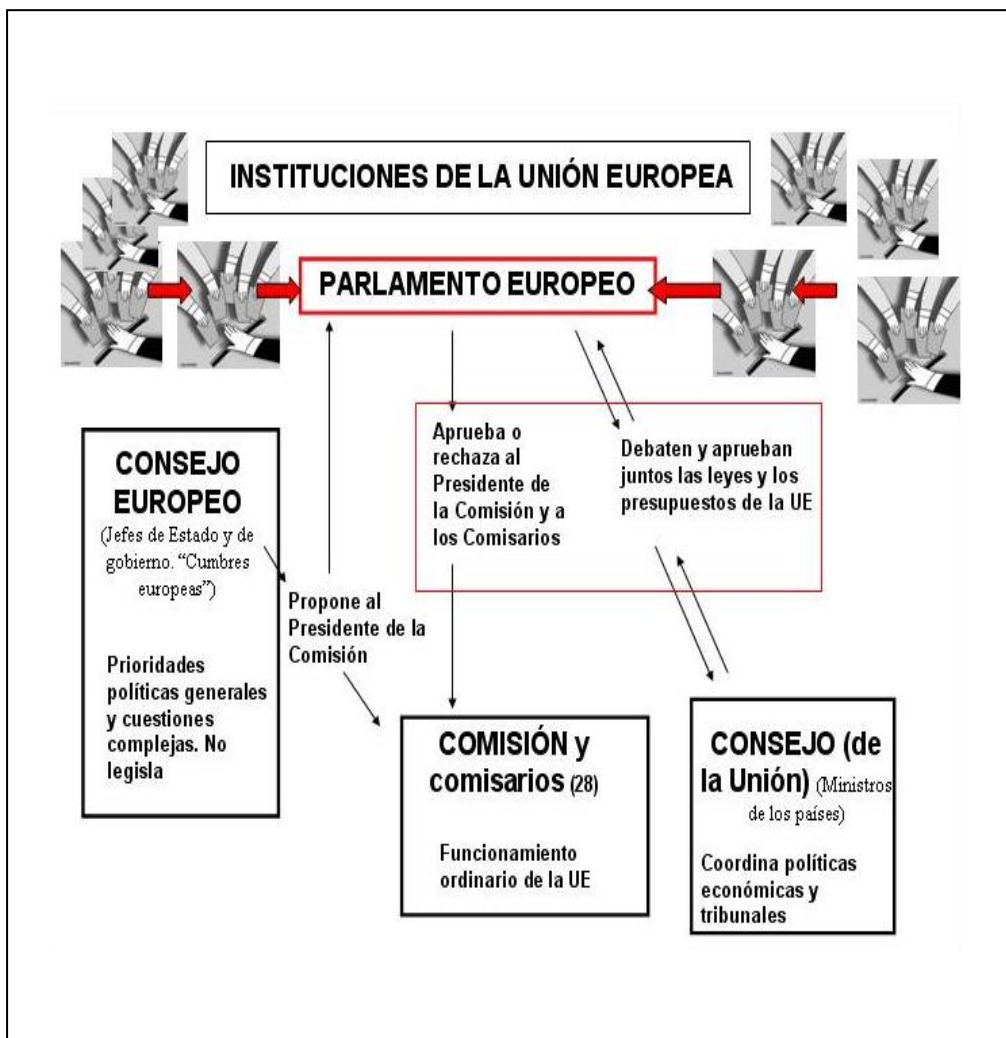 INSTITUCIONES DE LA UNIÓN EUROPEA
PARLAMENTO EUROPEO
CONSEJO
EUROPEO
(Jefes de Estado y de
gobierno. “Cumbres
europeas”)
Prioridades
políticas generales
y cuestiones
complejas. No
legisla
Propone al
Presidente de la
Comisión
Aprueba o
rechaza al
Presidente de
la Comisión y a
los Comisarios
Debaten y aprueban
juntos las leyes y los
presupuestos de la UE
COMISIÓN y
comisarios (28)
Funcionamiento
ordinario de la UE
CONSEJO (de
la Unión) (Ministros
de los países)
Coordina políticas
económicas y
tribunales